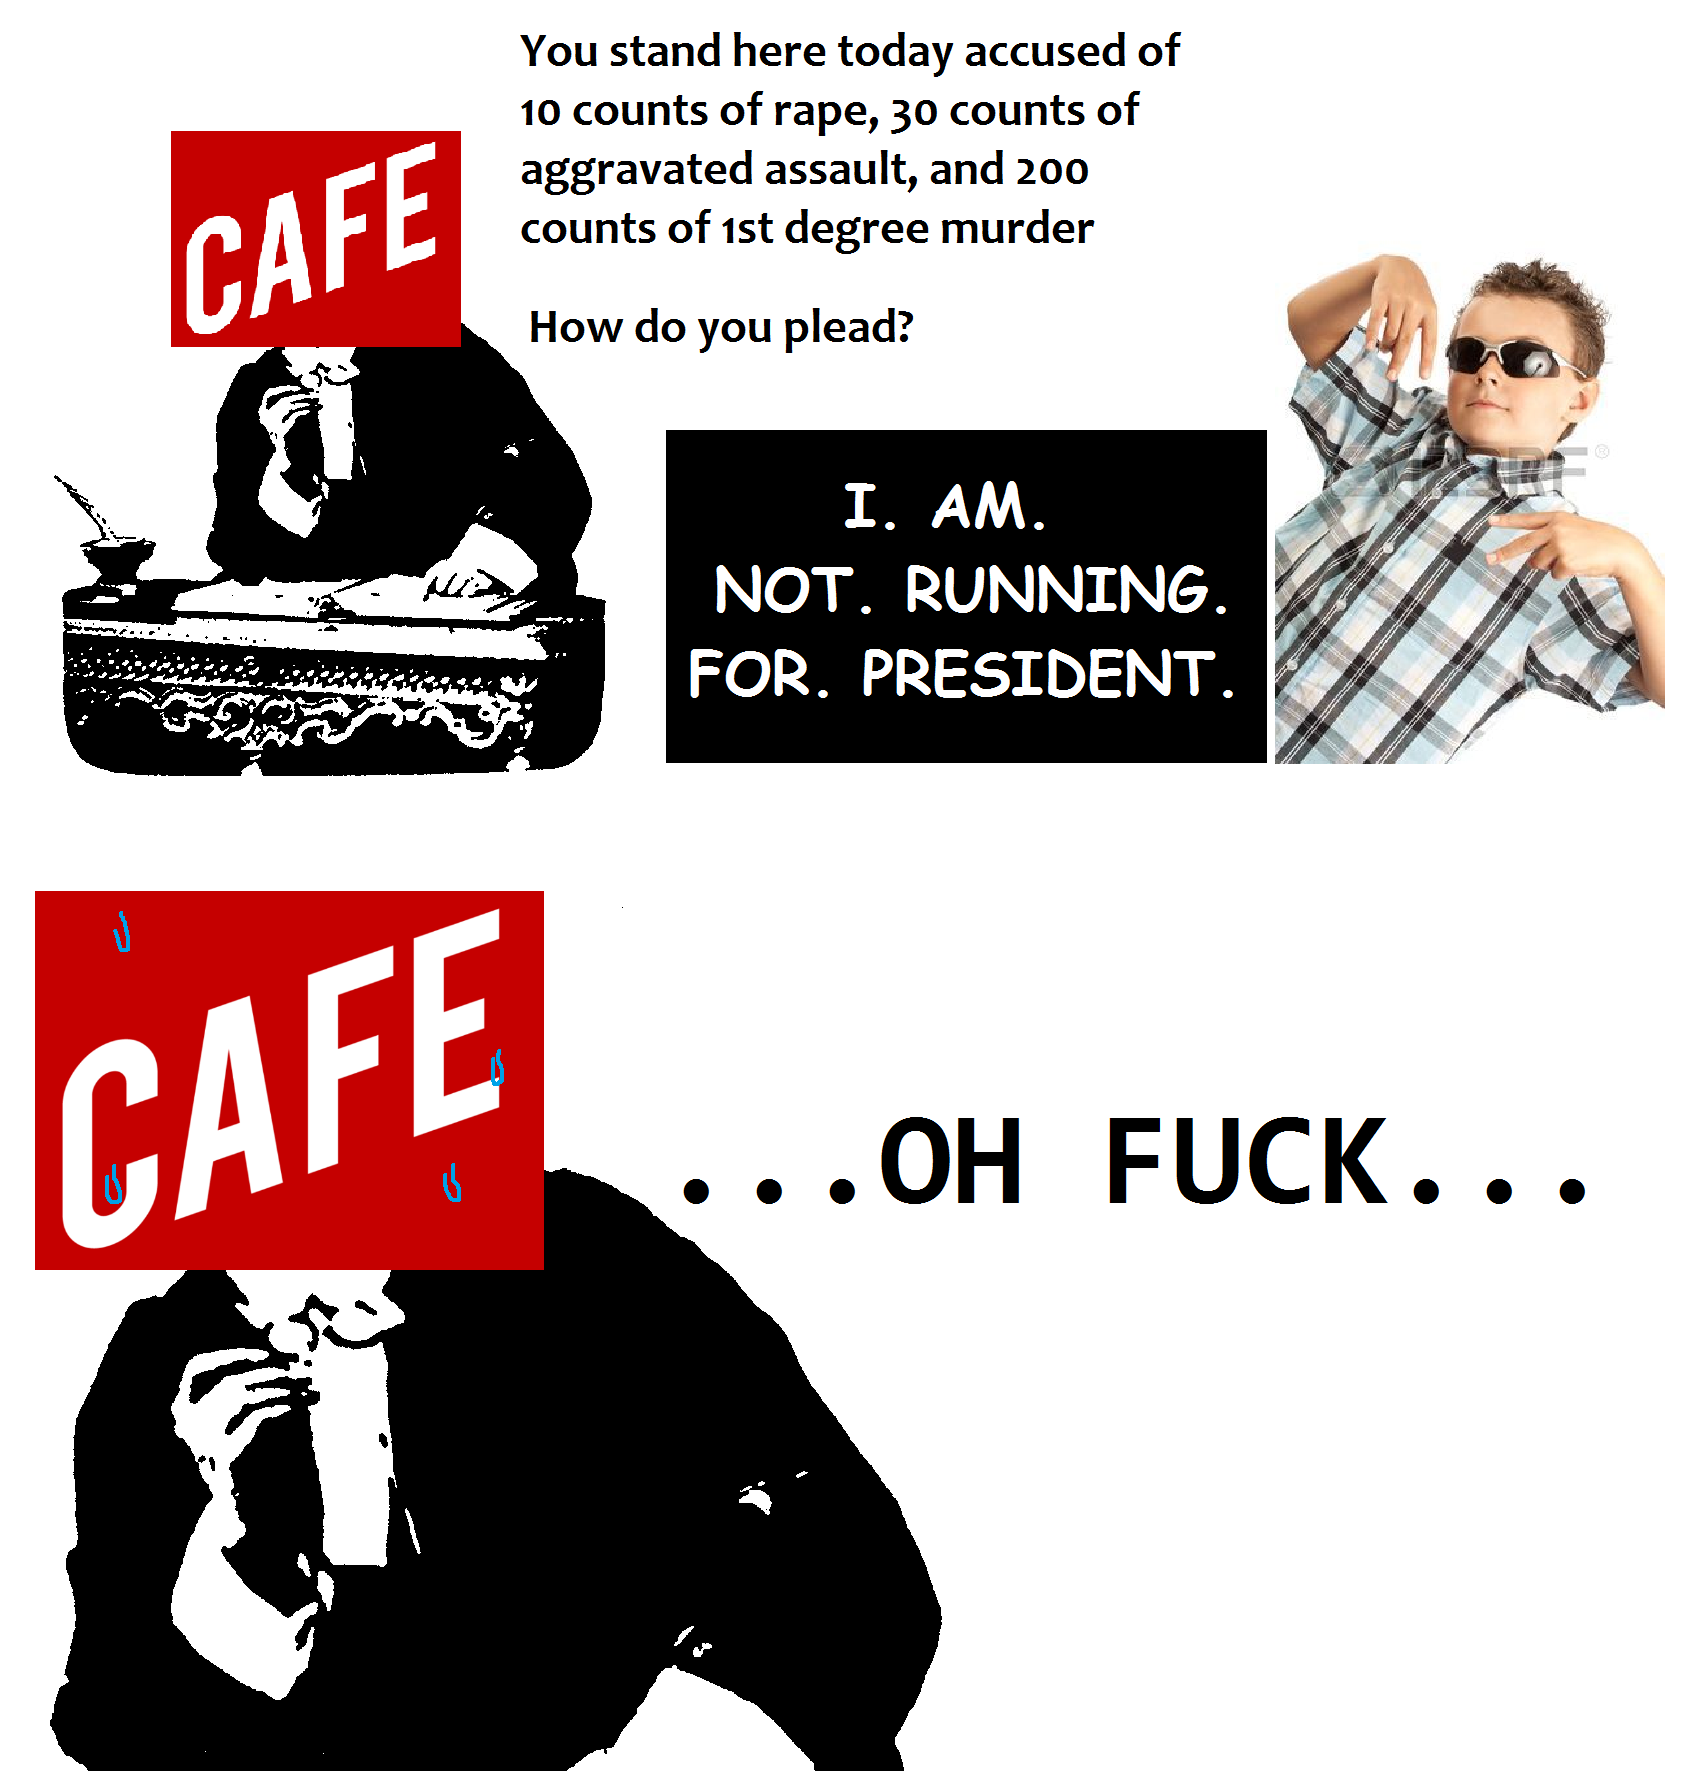 You stand here today accused of
10 counts of rape, 30 counts of
aggravated assault, and 200
counts of 1st degree murder
CAFE
How do you plead?
I. AM.
NOT. RUNNING.
FOR. PRESIDENT.
CAFE
...OH FUCK...